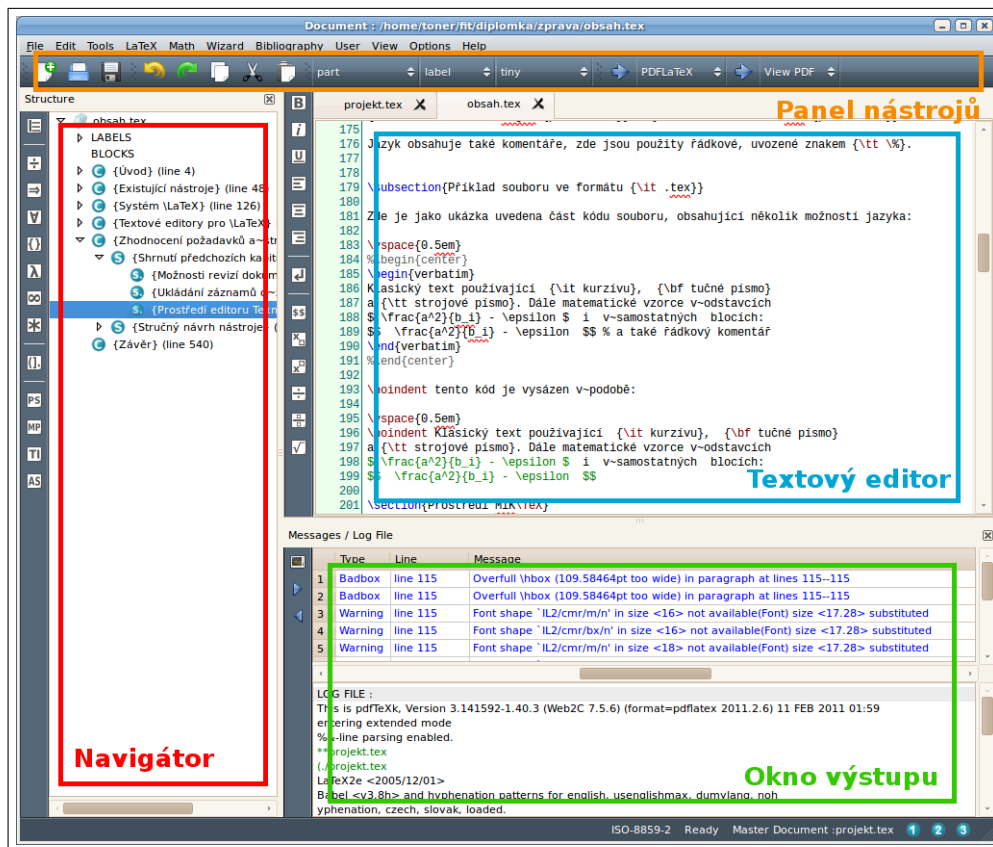 Document : /home/toner/fit/diplomka/zprava/obsah.tex
File Edit Tools LaTeX Math Wizard Bibliography User View Options Help
part label tiny PDFLaTeX View PDF
Panel nástrojů
Structure
obsah.tex
LABELS
BLOCKS
{Úvod} (line 4)
{Existující nástroje} (line 48)
{Systém \LaTeX} (line 126)
{Textové editory pro \LaTeX}
{Zhodnocení požadavků a~str
{Shrnutí předchozích kapit
{Možnosti revizí dokum
{Ukládání záznamů o~
{Prostředí editoru Tekn
{Stručný návrh nástroje} (
{Závěr} (line 540)
Navigátor
B
i
U
projekt.tex obsah.tex
175
176 Jazyk obsahuje také komentáře, zde jsou použity řádkové, uvozené znakem {\tt \%}.
177
178
179 \subsection{Příklad souboru ve formátu {\it .tex}}
180
181 Zde je jako ukázka uvedena část kódu souboru, obsahující několik možností jazyka:
182
183 \vspace{0.5em}
184 %\begin{center}
185 \begin{verbatim}
186 Klasický text používající {\it kurzívu}, {\bf tučné písmo}
187 a {\tt strojové písmo}. Dále matematické vzorce v~odstavcích
188 $ \frac{a^2}{b_i} - \epsilon $ i v~samostatných blocích:
189 $$ \frac{a^2}{b_i} - \epsilon $$ % a také řádkový komentář
190 \end{verbatim}
191 %\end{center}
192
193 \noindent tento kód je vysázen v~podobě:
194
195 \vspace{0.5em}
196 \noindent Klasický text používající {\it kurzívu}, {\bf tučné písmo}
197 a {\tt strojové písmo}. Dále matematické vzorce v~odstavcích
198 $ \frac{a^2}{b_i} - \epsilon $ i v~samostatných blocích:
199 $$ \frac{a^2}{b_i} - \epsilon $$
200
201 \section{Prostředí MiK\TeX}
Textový editor
PS
MP
TI
AS
Messages / Log File
Type Line Message
1 Badbox line 115 Overfull \hbox (109.58464pt too wide) in paragraph at lines 115--115
2 Badbox line 115 Overfull \hbox (109.58464pt too wide) in paragraph at lines 115--115
3 Warning line 115 Font shape `IL2/cmr/m/n' in size <16> not available(Font) size <17.28> substituted
4 Warning line 115 Font shape `IL2/cmr/bx/n' in size <16> not available(Font) size <17.28> substituted
5 Warning line 115 Font shape `IL2/cmr/m/n' in size <18> not available(Font) size <17.28> substituted
LOG FILE :
This is pdfTeXk, Version 3.141592-1.40.3 (Web2C 7.5.6) (format=pdflatex 2011.2.6) 11 FEB 2011 01:59
entering extended mode
%&-line parsing enabled.
**projekt.tex
(./projekt.tex
LaTeX2e <2005/12/01>
Babel <v3.8h> and hyphenation patterns for english, usenglishmax, dumylang, noh
yphenation, czech, slovak, loaded.
Okno výstupu
ISO-8859-2 Ready Master Document :projekt.tex 1 2 3